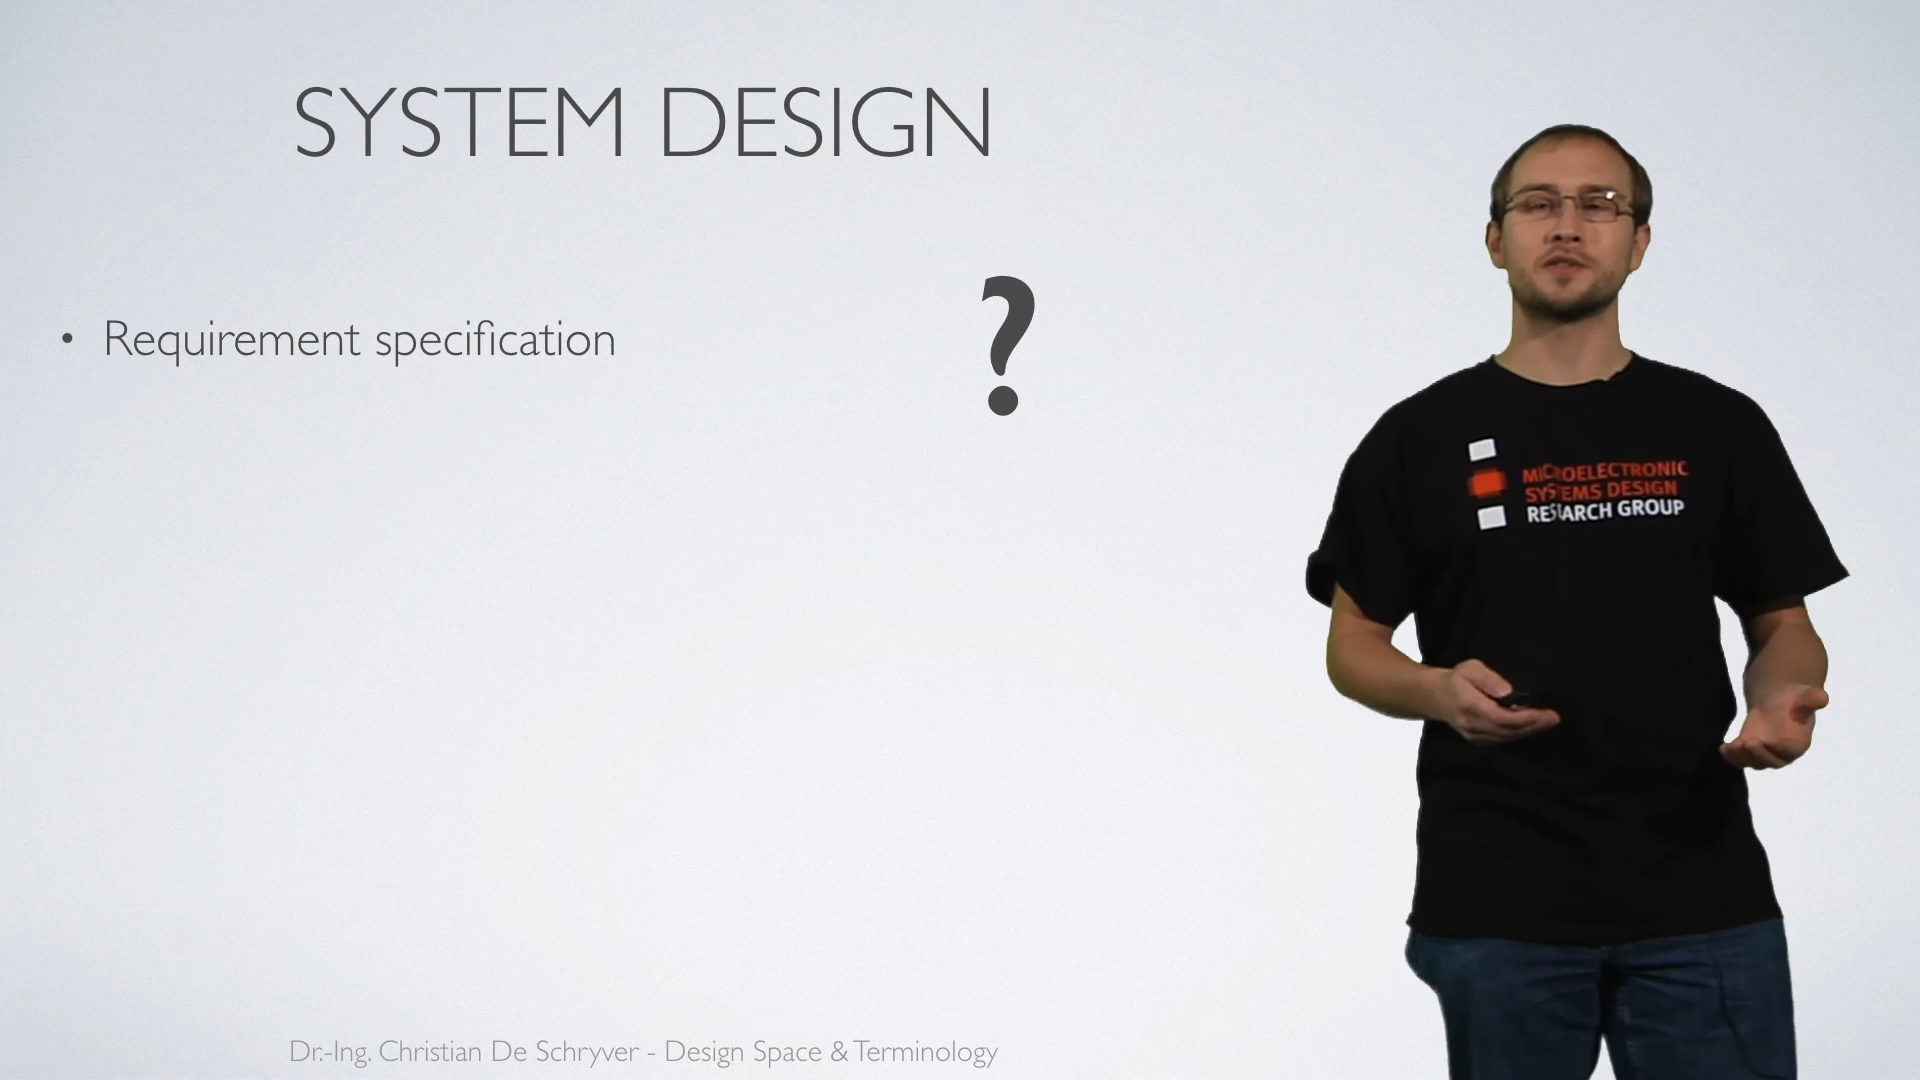 SYSTEM DESIGN
• Requirement specification
?
MICROELECTRONIC
SYSTEMS DESIGN
RESEARCH GROUP
Dr.-Ing. Christian De Schryver - Design Space & Terminology